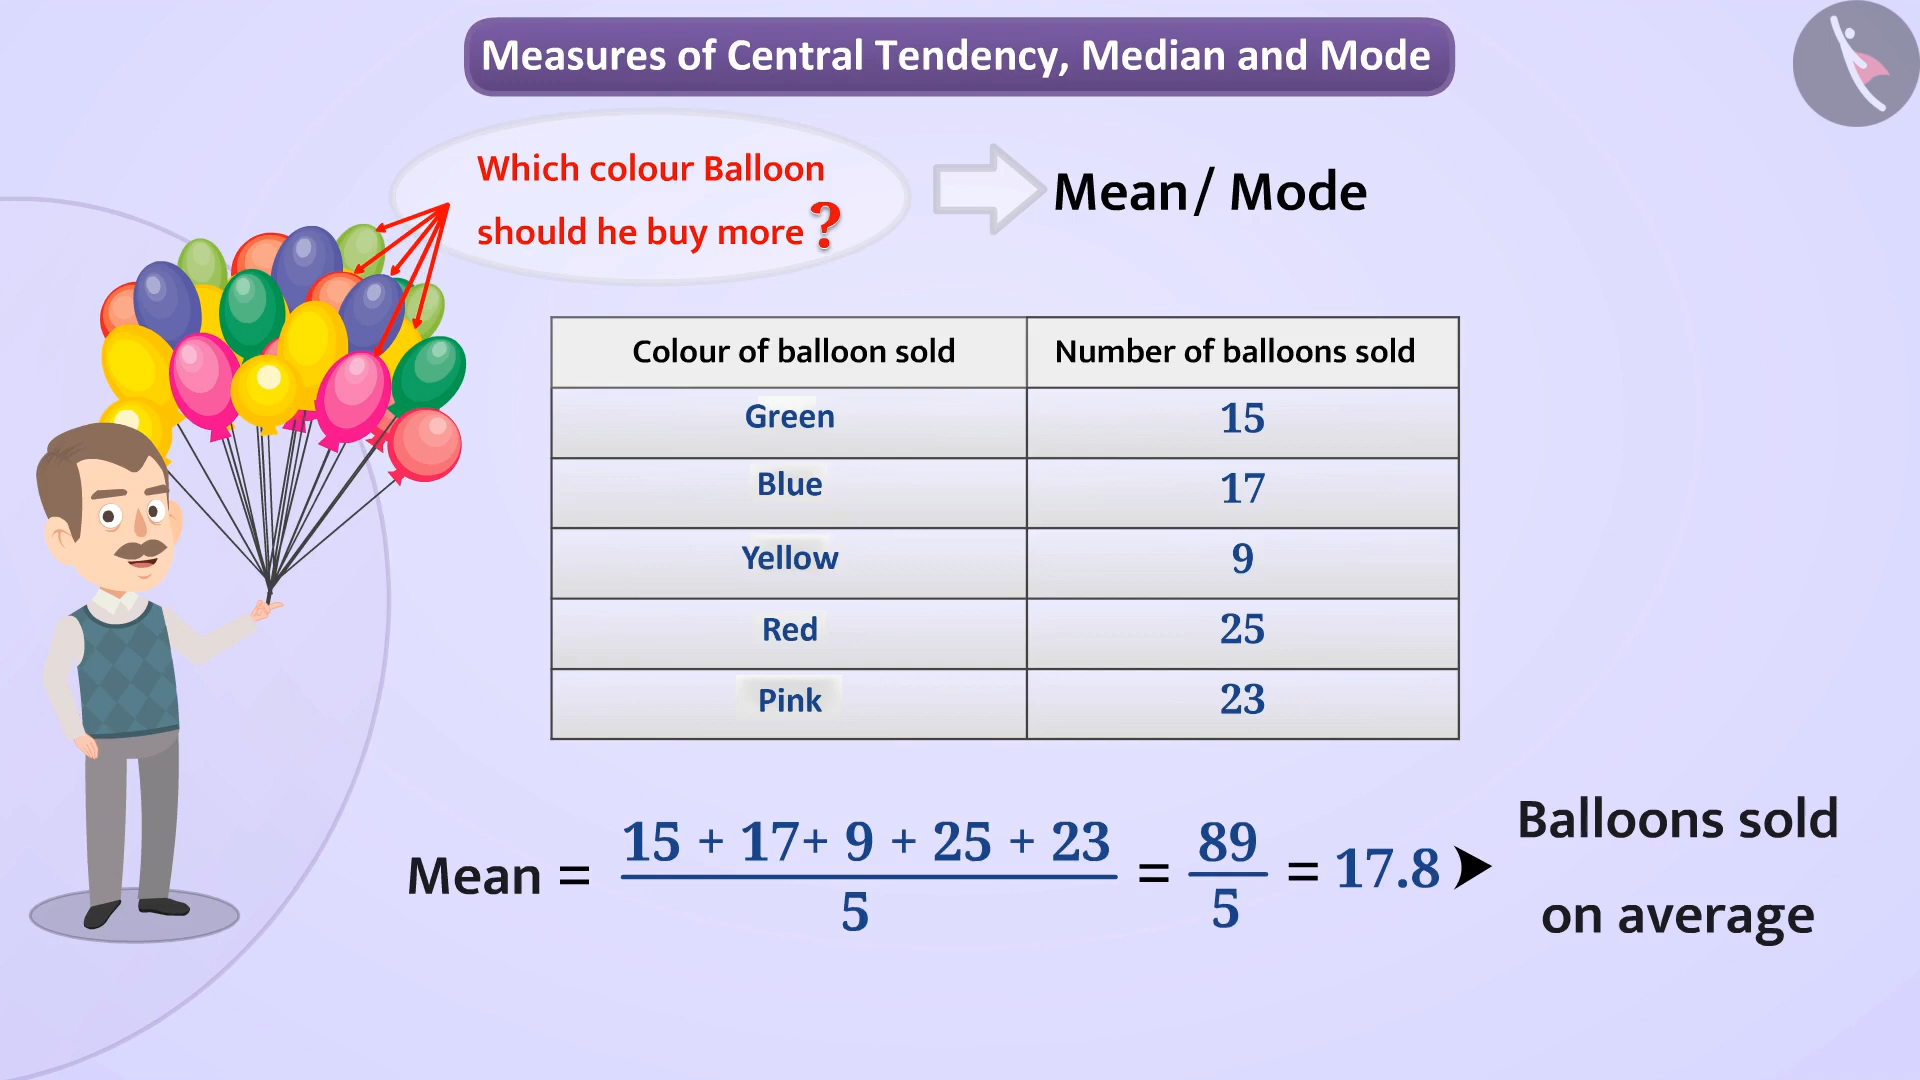 Measures of Central Tendency, Median and Mode
Which colour Balloon
should he buy more ?
Mean/ Mode
Colour of balloon sold Number of balloons sold
Green 15
Blue 17
Yellow 9
Red 25
Pink 23
Mean = 15 + 17+ 9 + 25 + 23 / 5 = 89 / 5 = 17.8
Balloons sold
on average